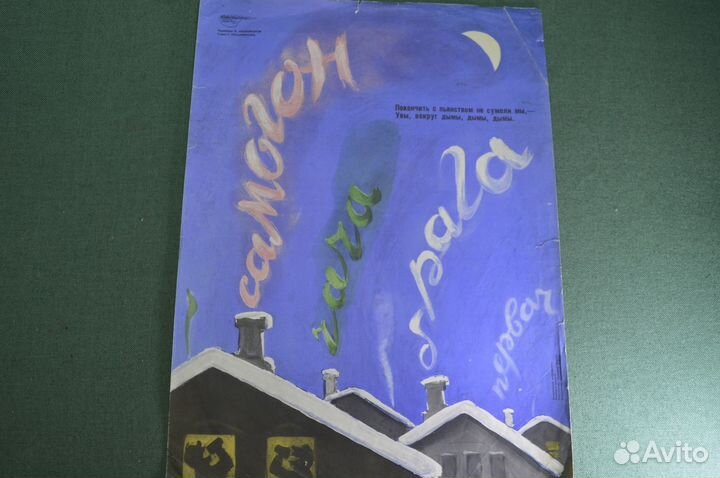 самогон
Покончить с пьянством не сумели мы,—
Увы, вокруг дымы, дымы, дымы.
чача
брага
первач
Avito